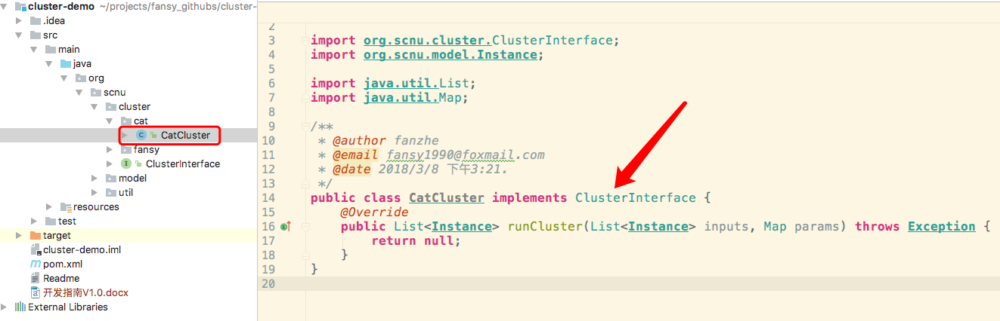 cluster-demo ~/projects/fansy_githubs/cluster-
.idea
src
main
java
org
scnu
cluster
cat
CatCluster
fansy
ClusterInterface
model
util
resources
test
target
cluster-demo.iml
pom.xml
Readme
开发指南V1.0.docx
External Libraries
2
3 import org.scnu.cluster.ClusterInterface;
4 import org.scnu.model.Instance;
5
6 import java.util.List;
7 import java.util.Map;
8
9 /**
10 * @author fanzhe
11 * @email fansy1990@foxmail.com
12 * @date 2018/3/8 下午3:21.
13 */
14 public class CatCluster implements ClusterInterface {
15 @Override
16 public List<Instance> runCluster(List<Instance> inputs, Map params) throws Exception {
17 return null;
18 }
19 }
20